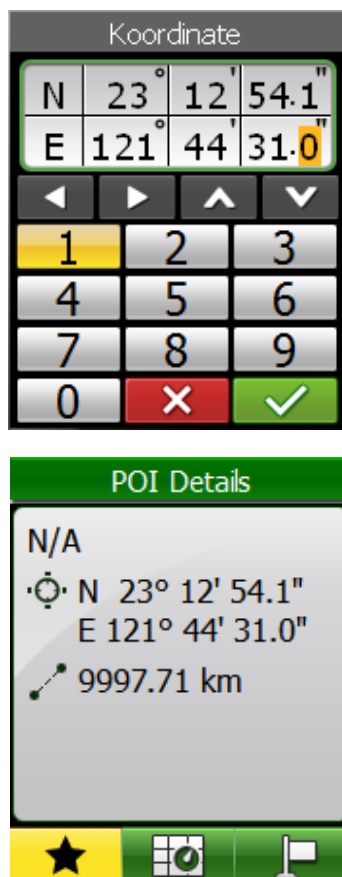 Koordinate
N 23° 12' 54.1"
E 121° 44' 31.0"
1 2 3
4 5 6
7 8 9
0
POI Details
N/A
N 23° 12' 54.1"
E 121° 44' 31.0"
9997.71 km